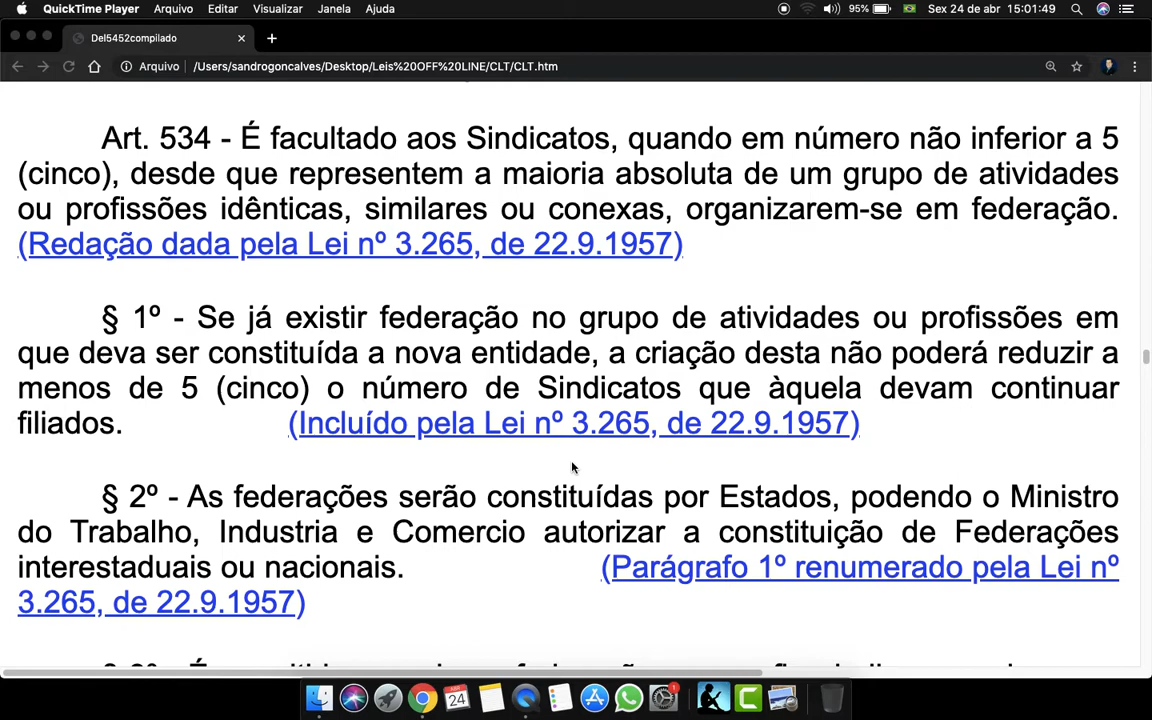 QuickTime Player Arquivo Editar Visualizar Janela Ajuda 95% Sex 24 de abr 15:01:49
Del5452compilado
Arquivo /Users/sandrogoncalves/Desktop/Leis%20OFF%20LINE/CLT/CLT.htm
Art. 534 - É facultado aos Sindicatos, quando em número não inferior a 5
(cinco), desde que representem a maioria absoluta de um grupo de atividades
ou profissões idênticas, similares ou conexas, organizarem-se em federação.
(Redação dada pela Lei nº 3.265, de 22.9.1957)
§ 1º - Se já existir federação no grupo de atividades ou profissões em
que deva ser constituída a nova entidade, a criação desta não poderá reduzir a
menos de 5 (cinco) o número de Sindicatos que àquela devam continuar
filiados. (Incluído pela Lei nº 3.265, de 22.9.1957)
§ 2º - As federações serão constituídas por Estados, podendo o Ministro
do Trabalho, Industria e Comercio autorizar a constituição de Federações
interestaduais ou nacionais. (Parágrafo 1º renumerado pela Lei nº
3.265, de 22.9.1957)
ABR
24
1